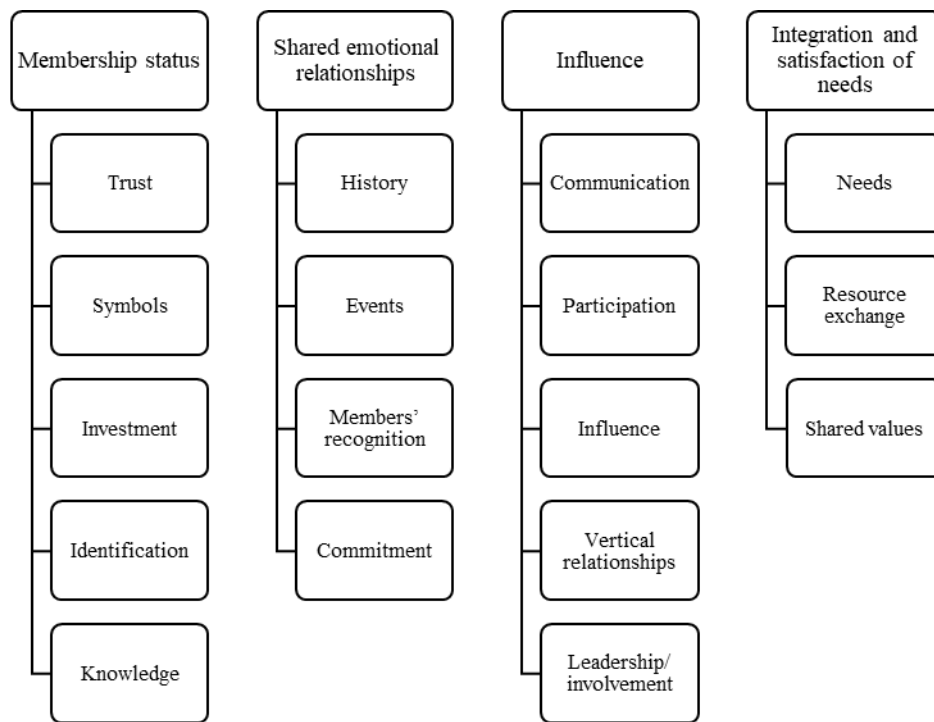 Membership status
Trust
Symbols
Investment
Identification
Knowledge
Shared emotional
relationships
History
Events
Members’
recognition
Commitment
Influence
Communication
Participation
Influence
Vertical
relationships
Leadership/
involvement
Integration and
satisfaction of
needs
Needs
Resource
exchange
Shared values